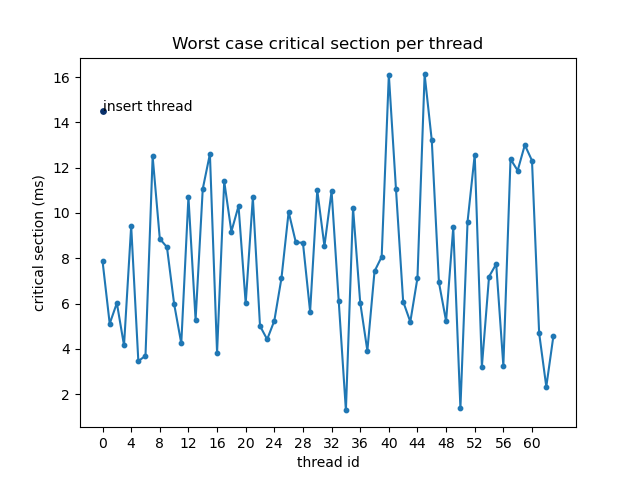 Worst case critical section per thread
16
14
12
10
8
6
4
2
critical section (ms)
insert thread
0 4 8 12 16 20 24 28 32 36 40 44 48 52 56 60
thread id